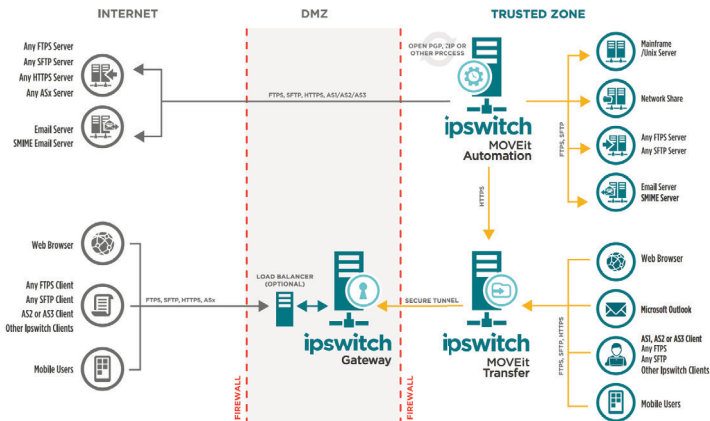 INTERNET
DMZ
TRUSTED ZONE
Any FTPS Server
Any SFTP Server
Any HTTPS Server
Any ASx Server
Email Server
SMIME Email Server
FTPS, SFTP, HTTPS, AS1/AS2/AS3
OPEN PGP, ZIP OR
OTHER PROCESS
ipswitch
MOVEit
Automation
FTPS, SFTP
Mainframe
/Unix Server
Network Share
Any FTPS Server
Any SFTP Server
Email Server
SMIME Server
HTTPS
Web Browser
Any FTPS Client
Any SFTP Client
AS2 or AS3 Client
Other Ipswitch Clients
Mobile Users
FTPS, SFTP, HTTPS, ASx
LOAD BALANCER
(OPTIONAL)
ipswitch
Gateway
SECURE TUNNEL
ipswitch
MOVEit
Transfer
FTPS, SFTP, HTTPS
Web Browser
Microsoft Outlook
AS1, AS2 or AS3 Client
Any FTPS
Any SFTP
Other Ipswitch Clients
Mobile Users
FIREWALL
FIREWALL